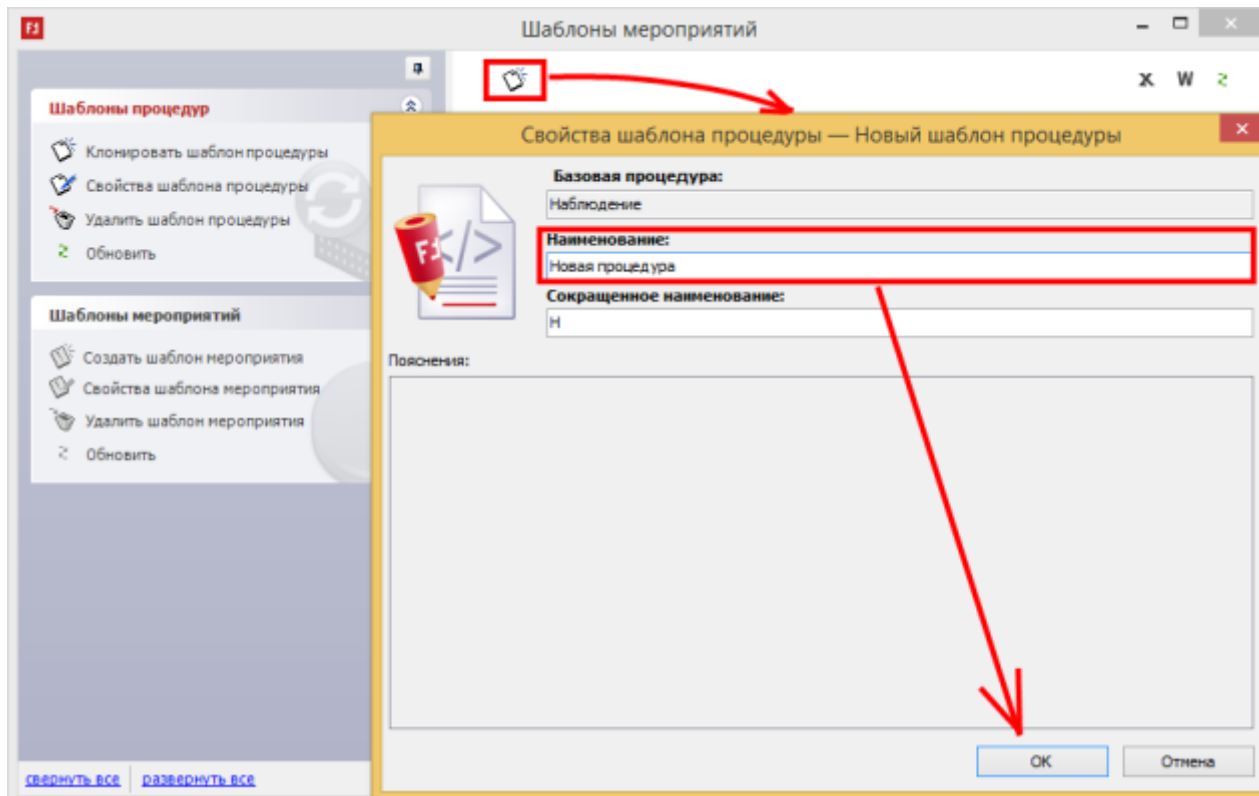 F1
Шаблоны мероприятий
X W
Шаблоны процедур
Клонировать шаблон процедуры
Свойства шаблона процедуры
Удалить шаблон процедуры
Обновить
Шаблоны мероприятий
Создать шаблон мероприятия
Свойства шаблона мероприятия
Удалить шаблон мероприятия
Обновить
свернуть все
развернуть все
Свойства шаблона процедуры — Новый шаблон процедуры
F1 </>
Базовая процедура:
Наблюдение
Наименование:
Новая процедура
Сокращенное наименование:
Н
Пояснения:
OK
Отмена